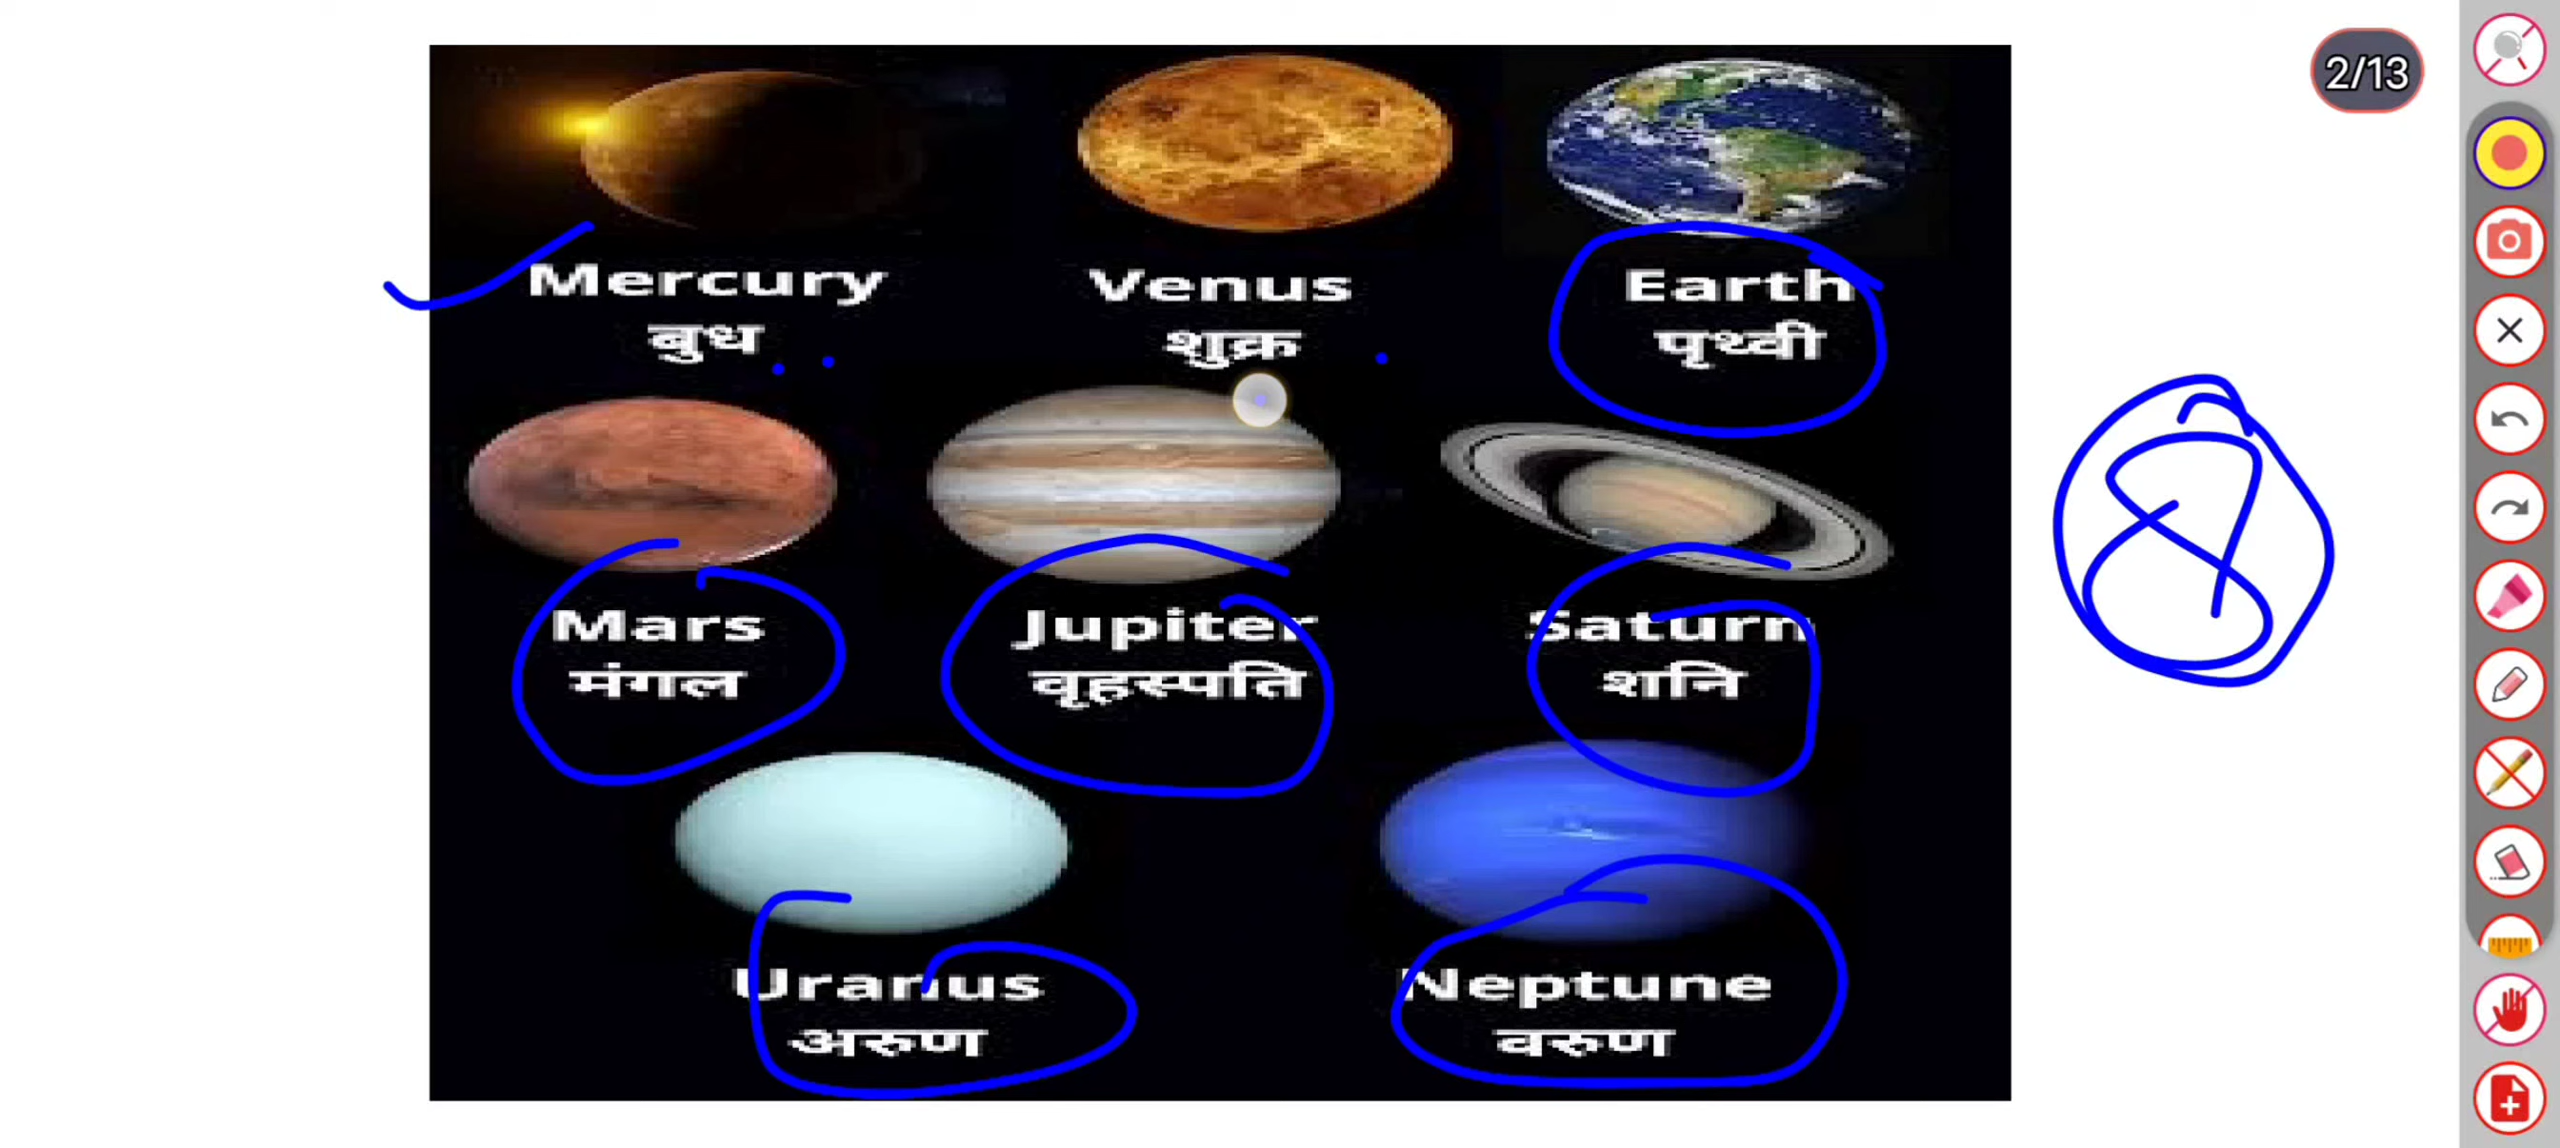 2/13
Mercury
बुध
Venus
शुक्र
Earth
पृथ्वी
8
Mars
मंगल
Jupiter
वृहस्पति
Saturn
शनि
Uranus
अरुण
Neptune
वरुण